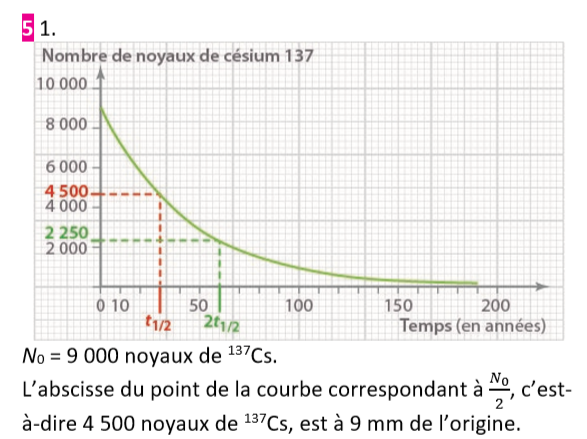 5 1.
Nombre de noyaux de césium 137
10 000
8 000
6 000
4 500
4 000
2 250
2 000
0 10 50 100 150 200
t1/2 2t1/2 Temps (en années)
N₀ = 9 000 noyaux de ¹³⁷Cs.
L’abscisse du point de la courbe correspondant à N₀/2, c’est-
à-dire 4 500 noyaux de ¹³⁷Cs, est à 9 mm de l’origine.